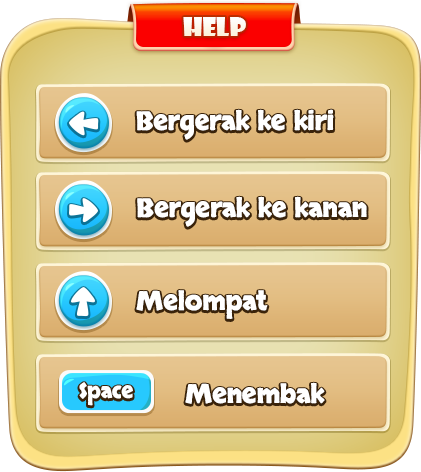 HELP
Bergerak ke kiri
Bergerak ke kanan
Melompat
Space Menembak